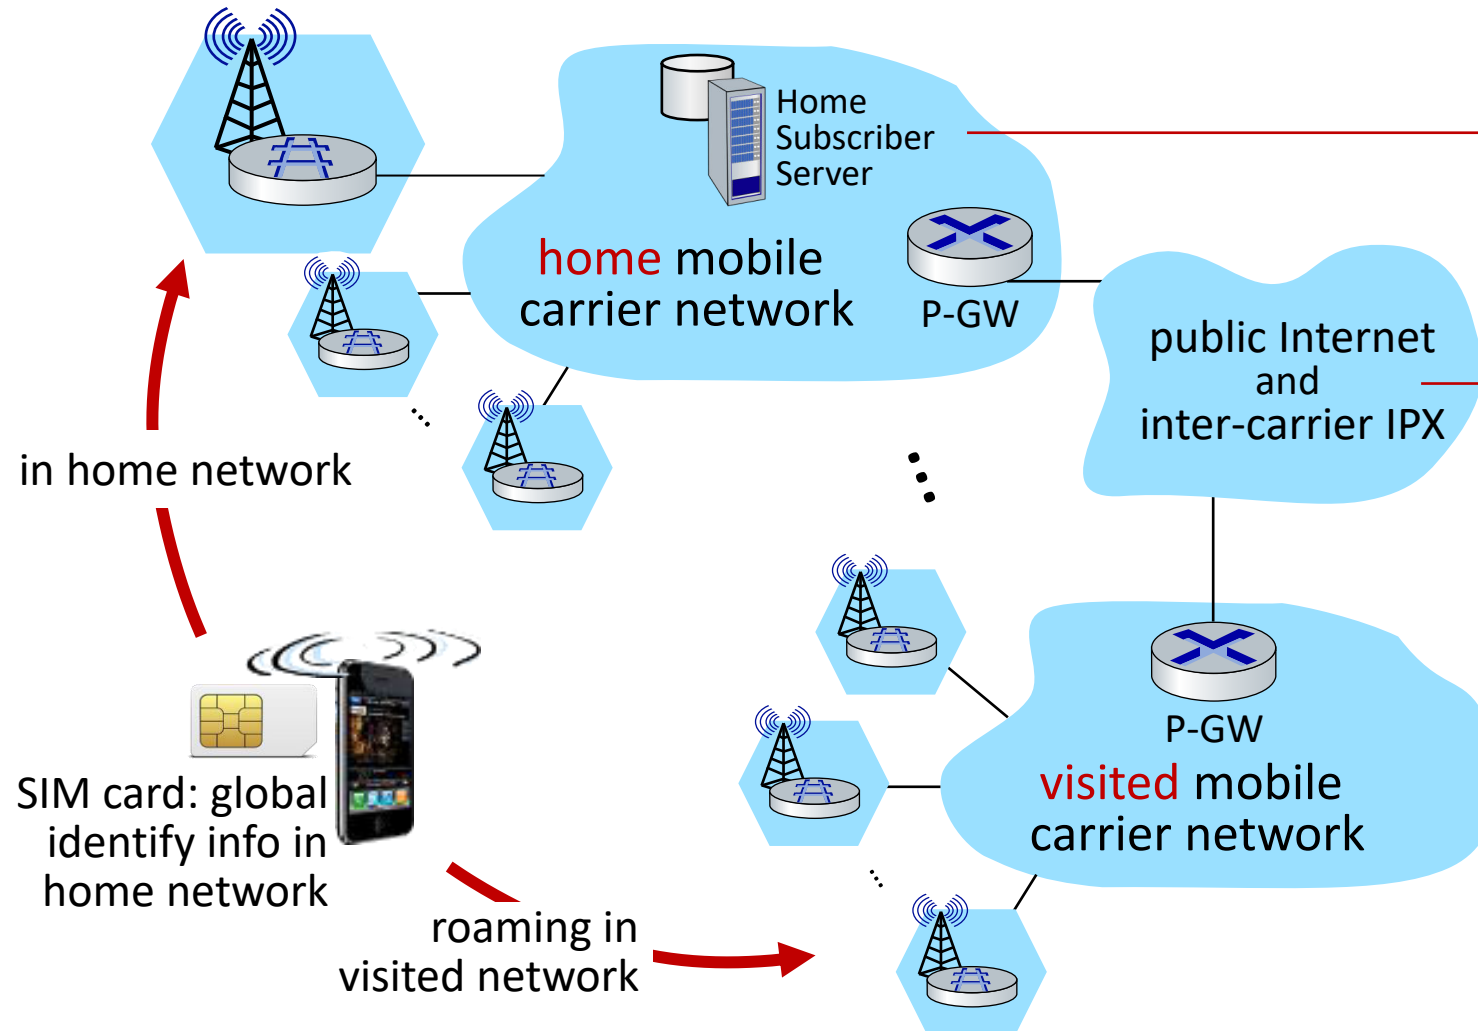 Home
Subscriber
Server
home mobile
carrier network
P-GW
public Internet
and
inter-carrier IPX
in home network
P-GW
visited mobile
carrier network
SIM card: global
identify info in
home network
roaming in
visited network